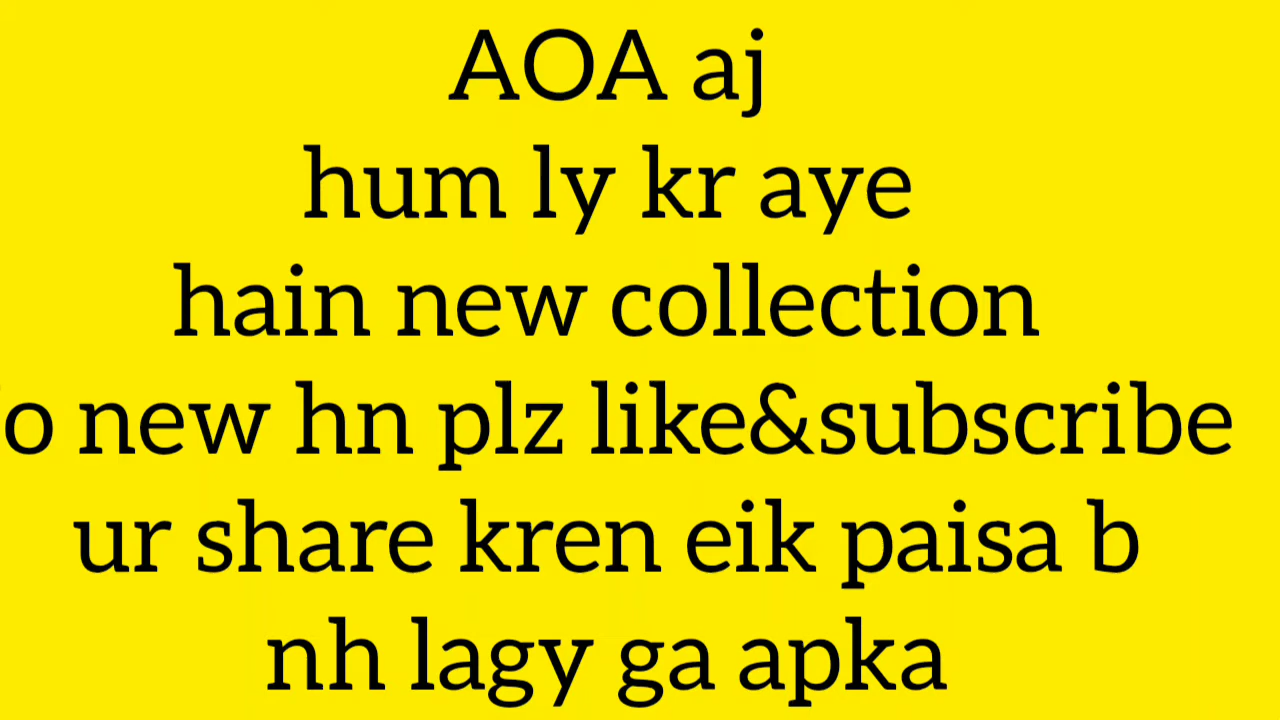 AOA aj
hum ly kr aye
hain new collection
new hn plz like&subscribe
ur share kren eik paisa b
nh lagy ga apka